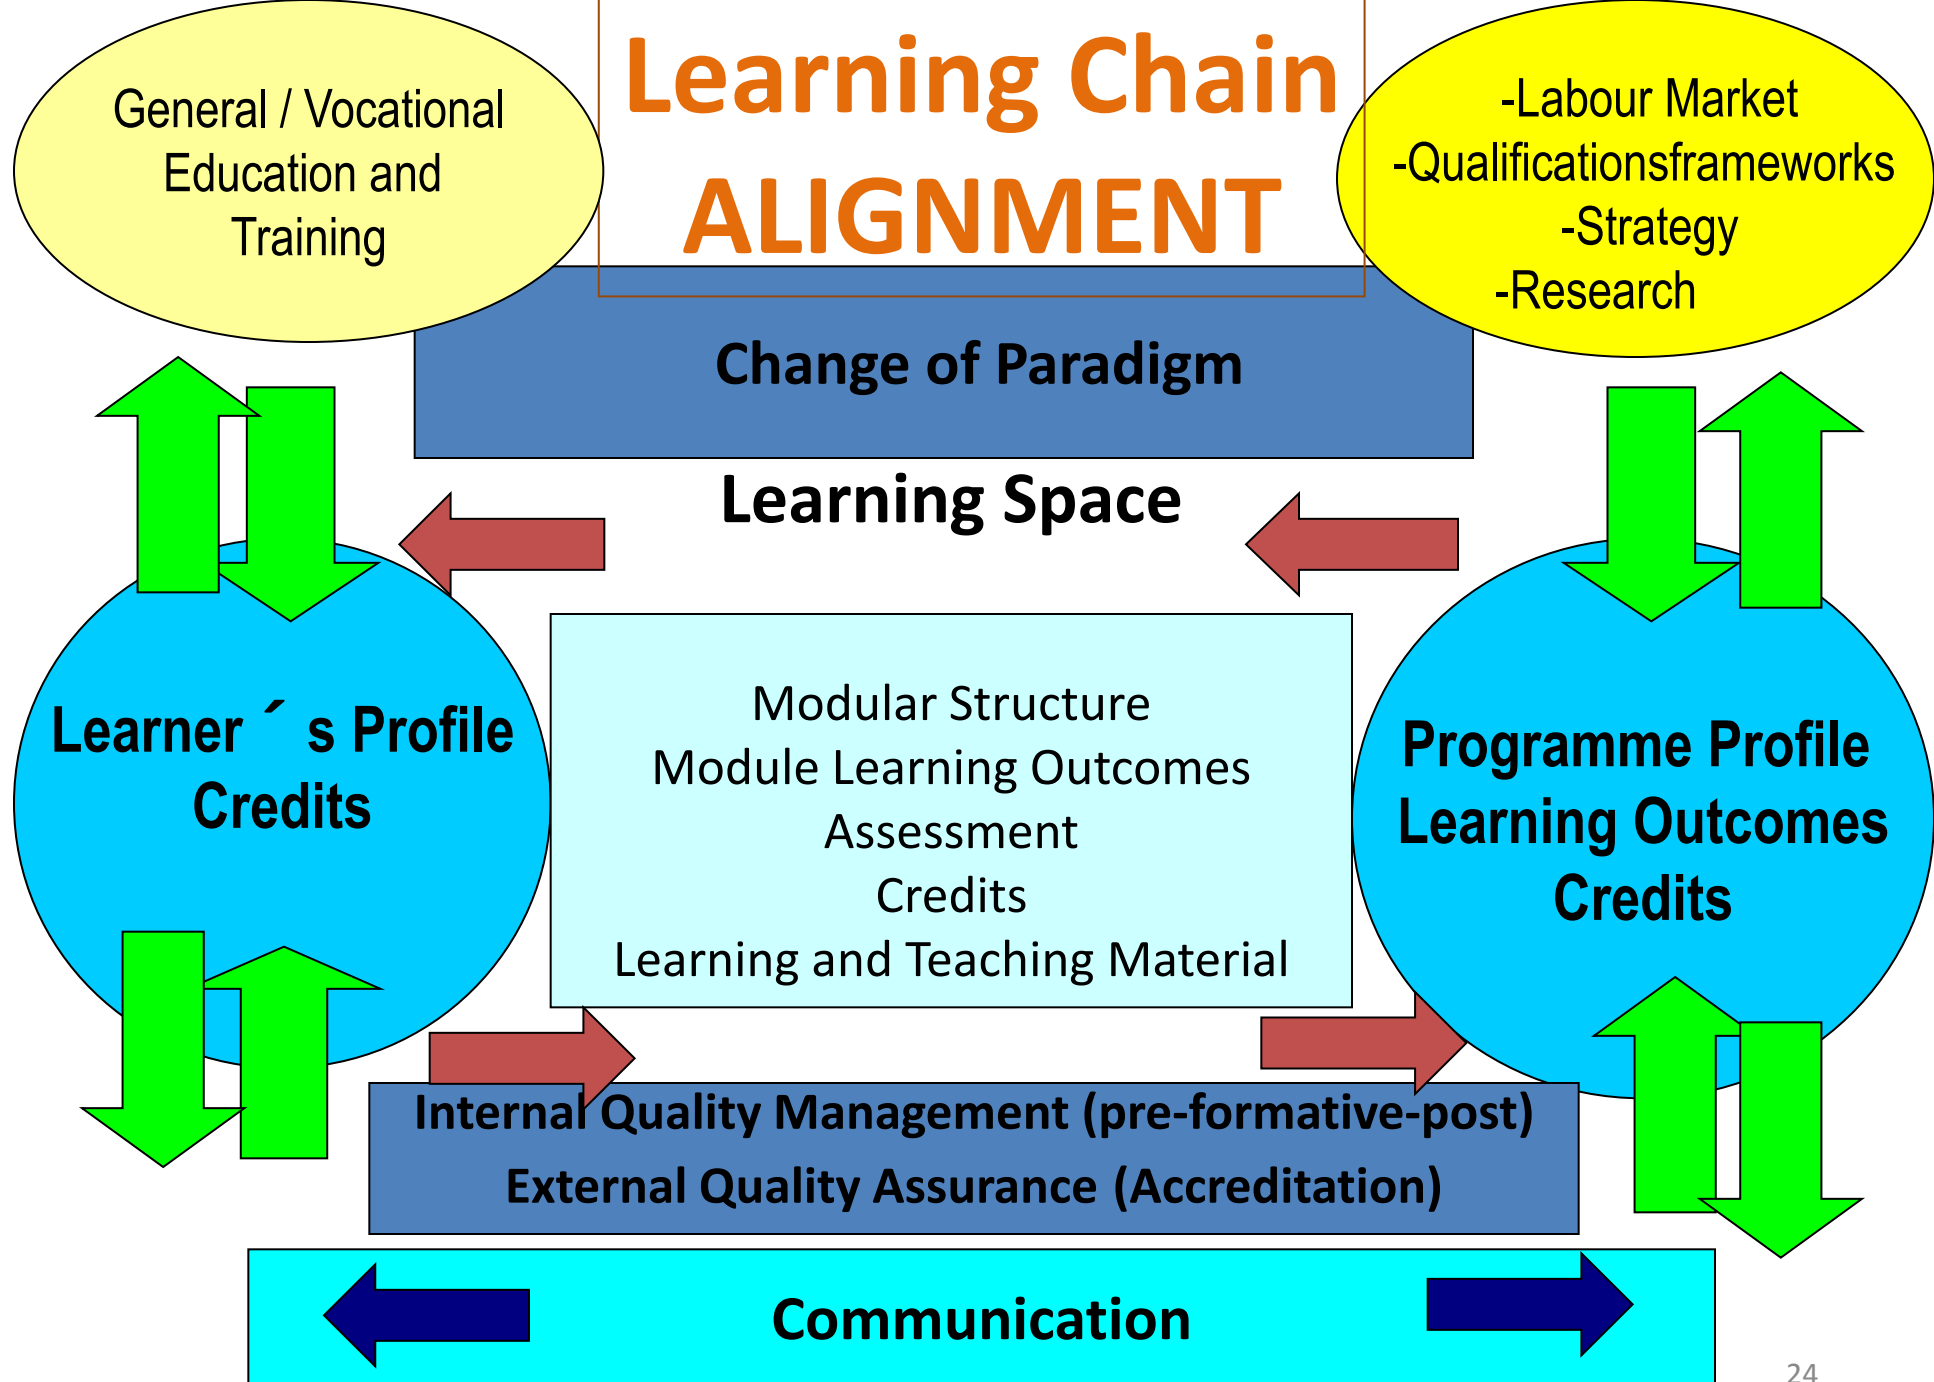 Learning Chain
ALIGNMENT
General / Vocational
Education and
Training
-Labour Market
-Qualificationsframeworks
-Strategy
-Research
Change of Paradigm
Learning Space
Learner ´ s Profile
Credits
Modular Structure
Module Learning Outcomes
Assessment
Credits
Learning and Teaching Material
Programme Profile
Learning Outcomes
Credits
Internal Quality Management (pre-formative-post)
External Quality Assurance (Accreditation)
Communication
24